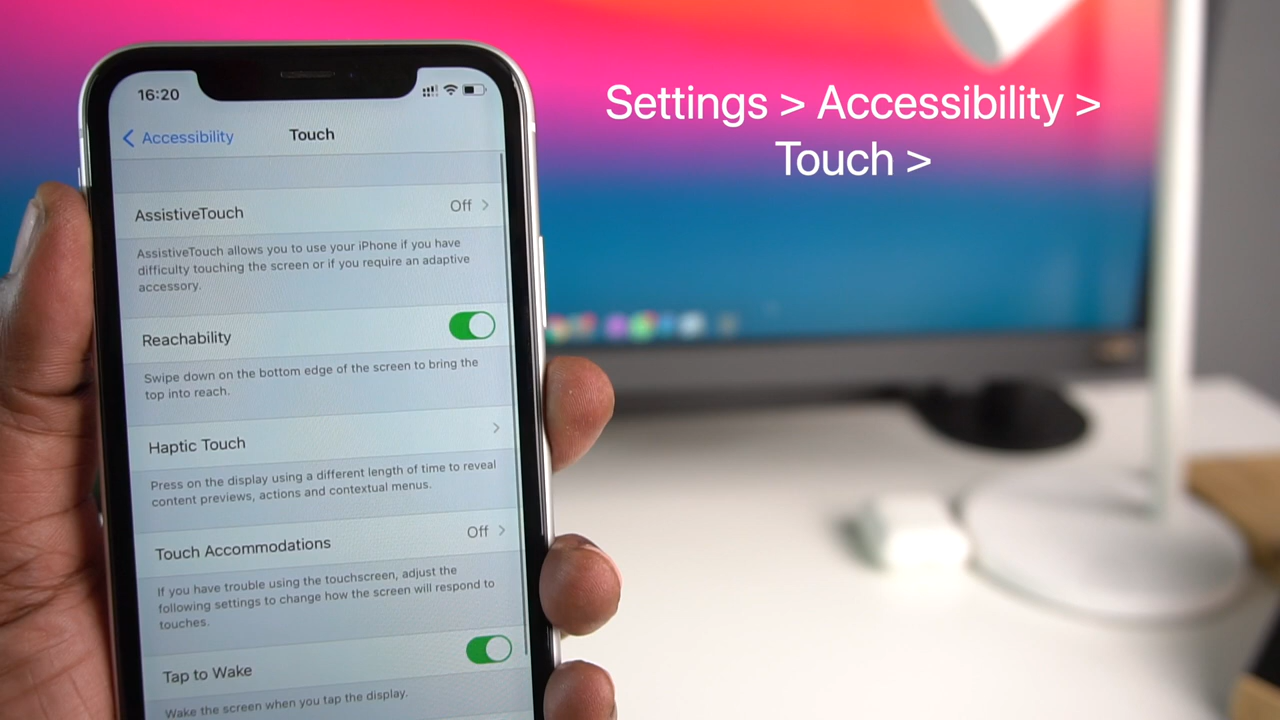 Settings > Accessibility >
Touch >
16:20
Accessibility
Touch
AssistiveTouch
Off
AssistiveTouch allows you to use your iPhone if you have
difficulty touching the screen or if you require an adaptive
accessory.
Reachability
Swipe down on the bottom edge of the screen to bring the
top into reach.
Haptic Touch
Press on the display using a different length of time to reveal
content previews, actions and contextual menus.
Touch Accommodations
Off
If you have trouble using the touchscreen, adjust the
following settings to change how the screen will respond to
touches.
Tap to Wake
Wake the screen when you tap the display.